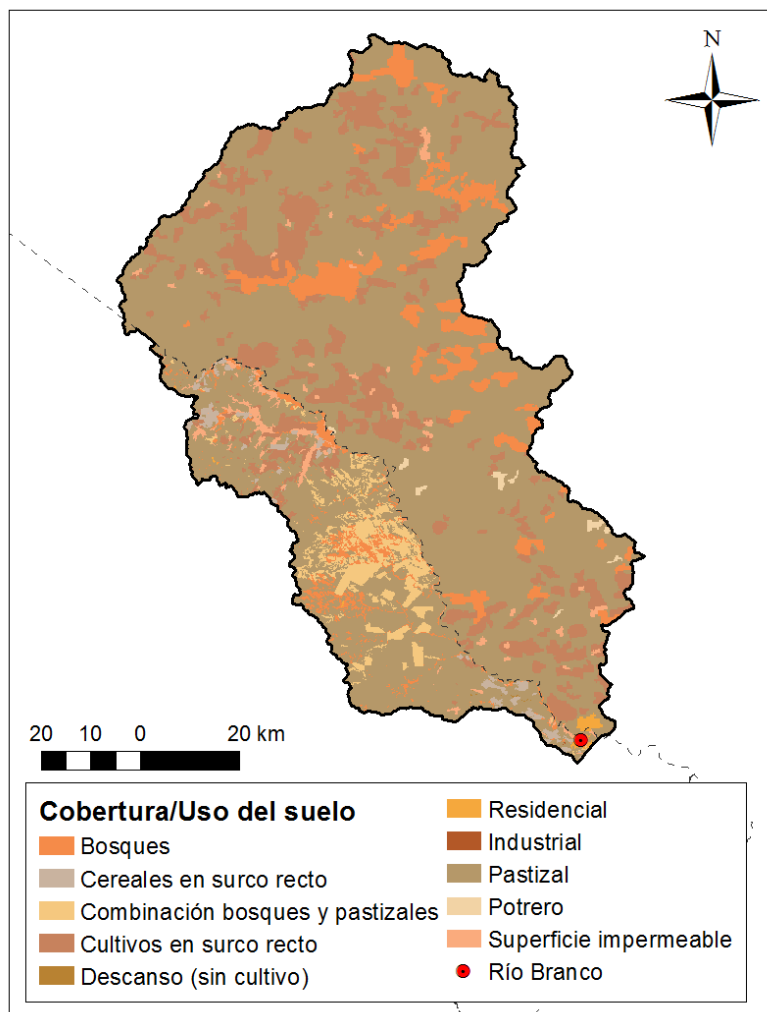 N
20 10 0 20 km
Cobertura/Uso del suelo
Bosques
Cereales en surco recto
Combinación bosques y pastizales
Cultivos en surco recto
Descanso (sin cultivo)
Residencial
Industrial
Pastizal
Potrero
Superficie impermeable
Río Branco